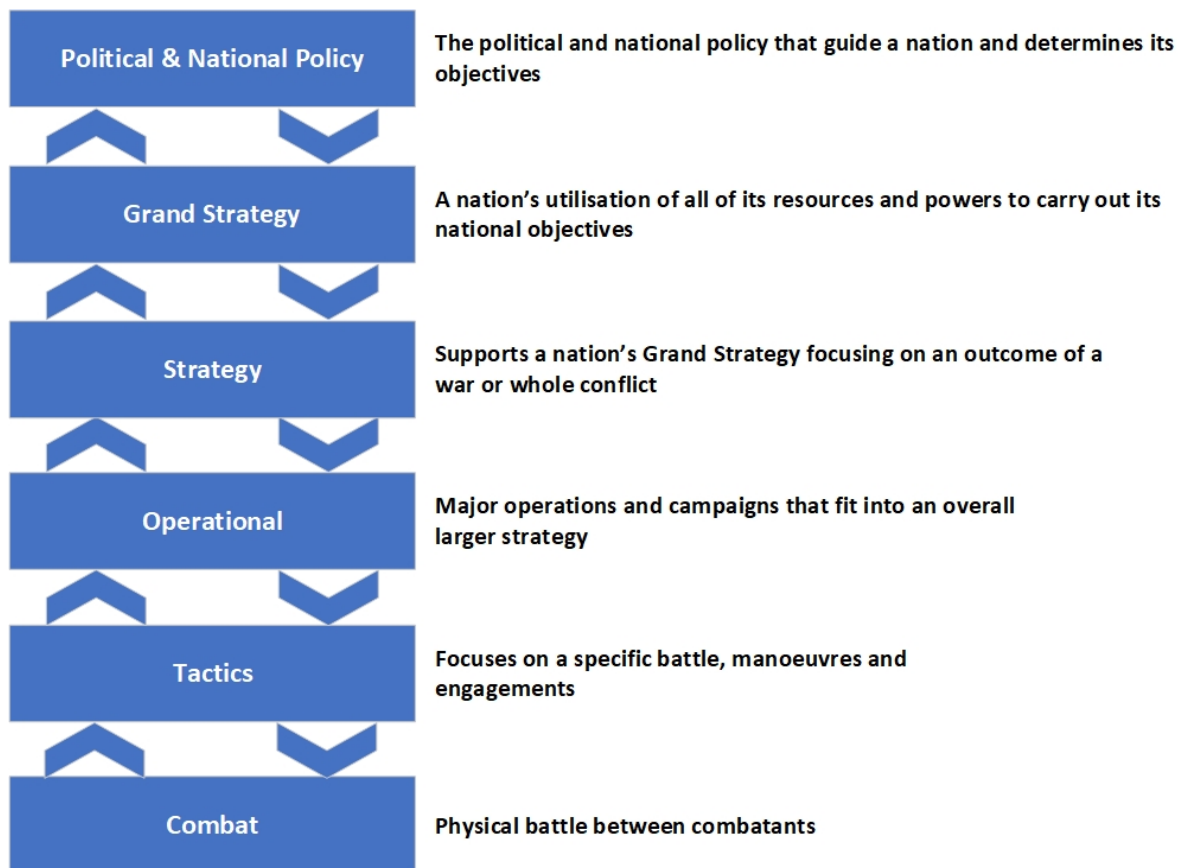 Political & National Policy
The political and national policy that guide a nation and determines its
objectives
Grand Strategy
A nation’s utilisation of all of its resources and powers to carry out its
national objectives
Strategy
Supports a nation’s Grand Strategy focusing on an outcome of a
war or whole conflict
Operational
Major operations and campaigns that fit into an overall
larger strategy
Tactics
Focuses on a specific battle, manoeuvres and
engagements
Combat
Physical battle between combatants